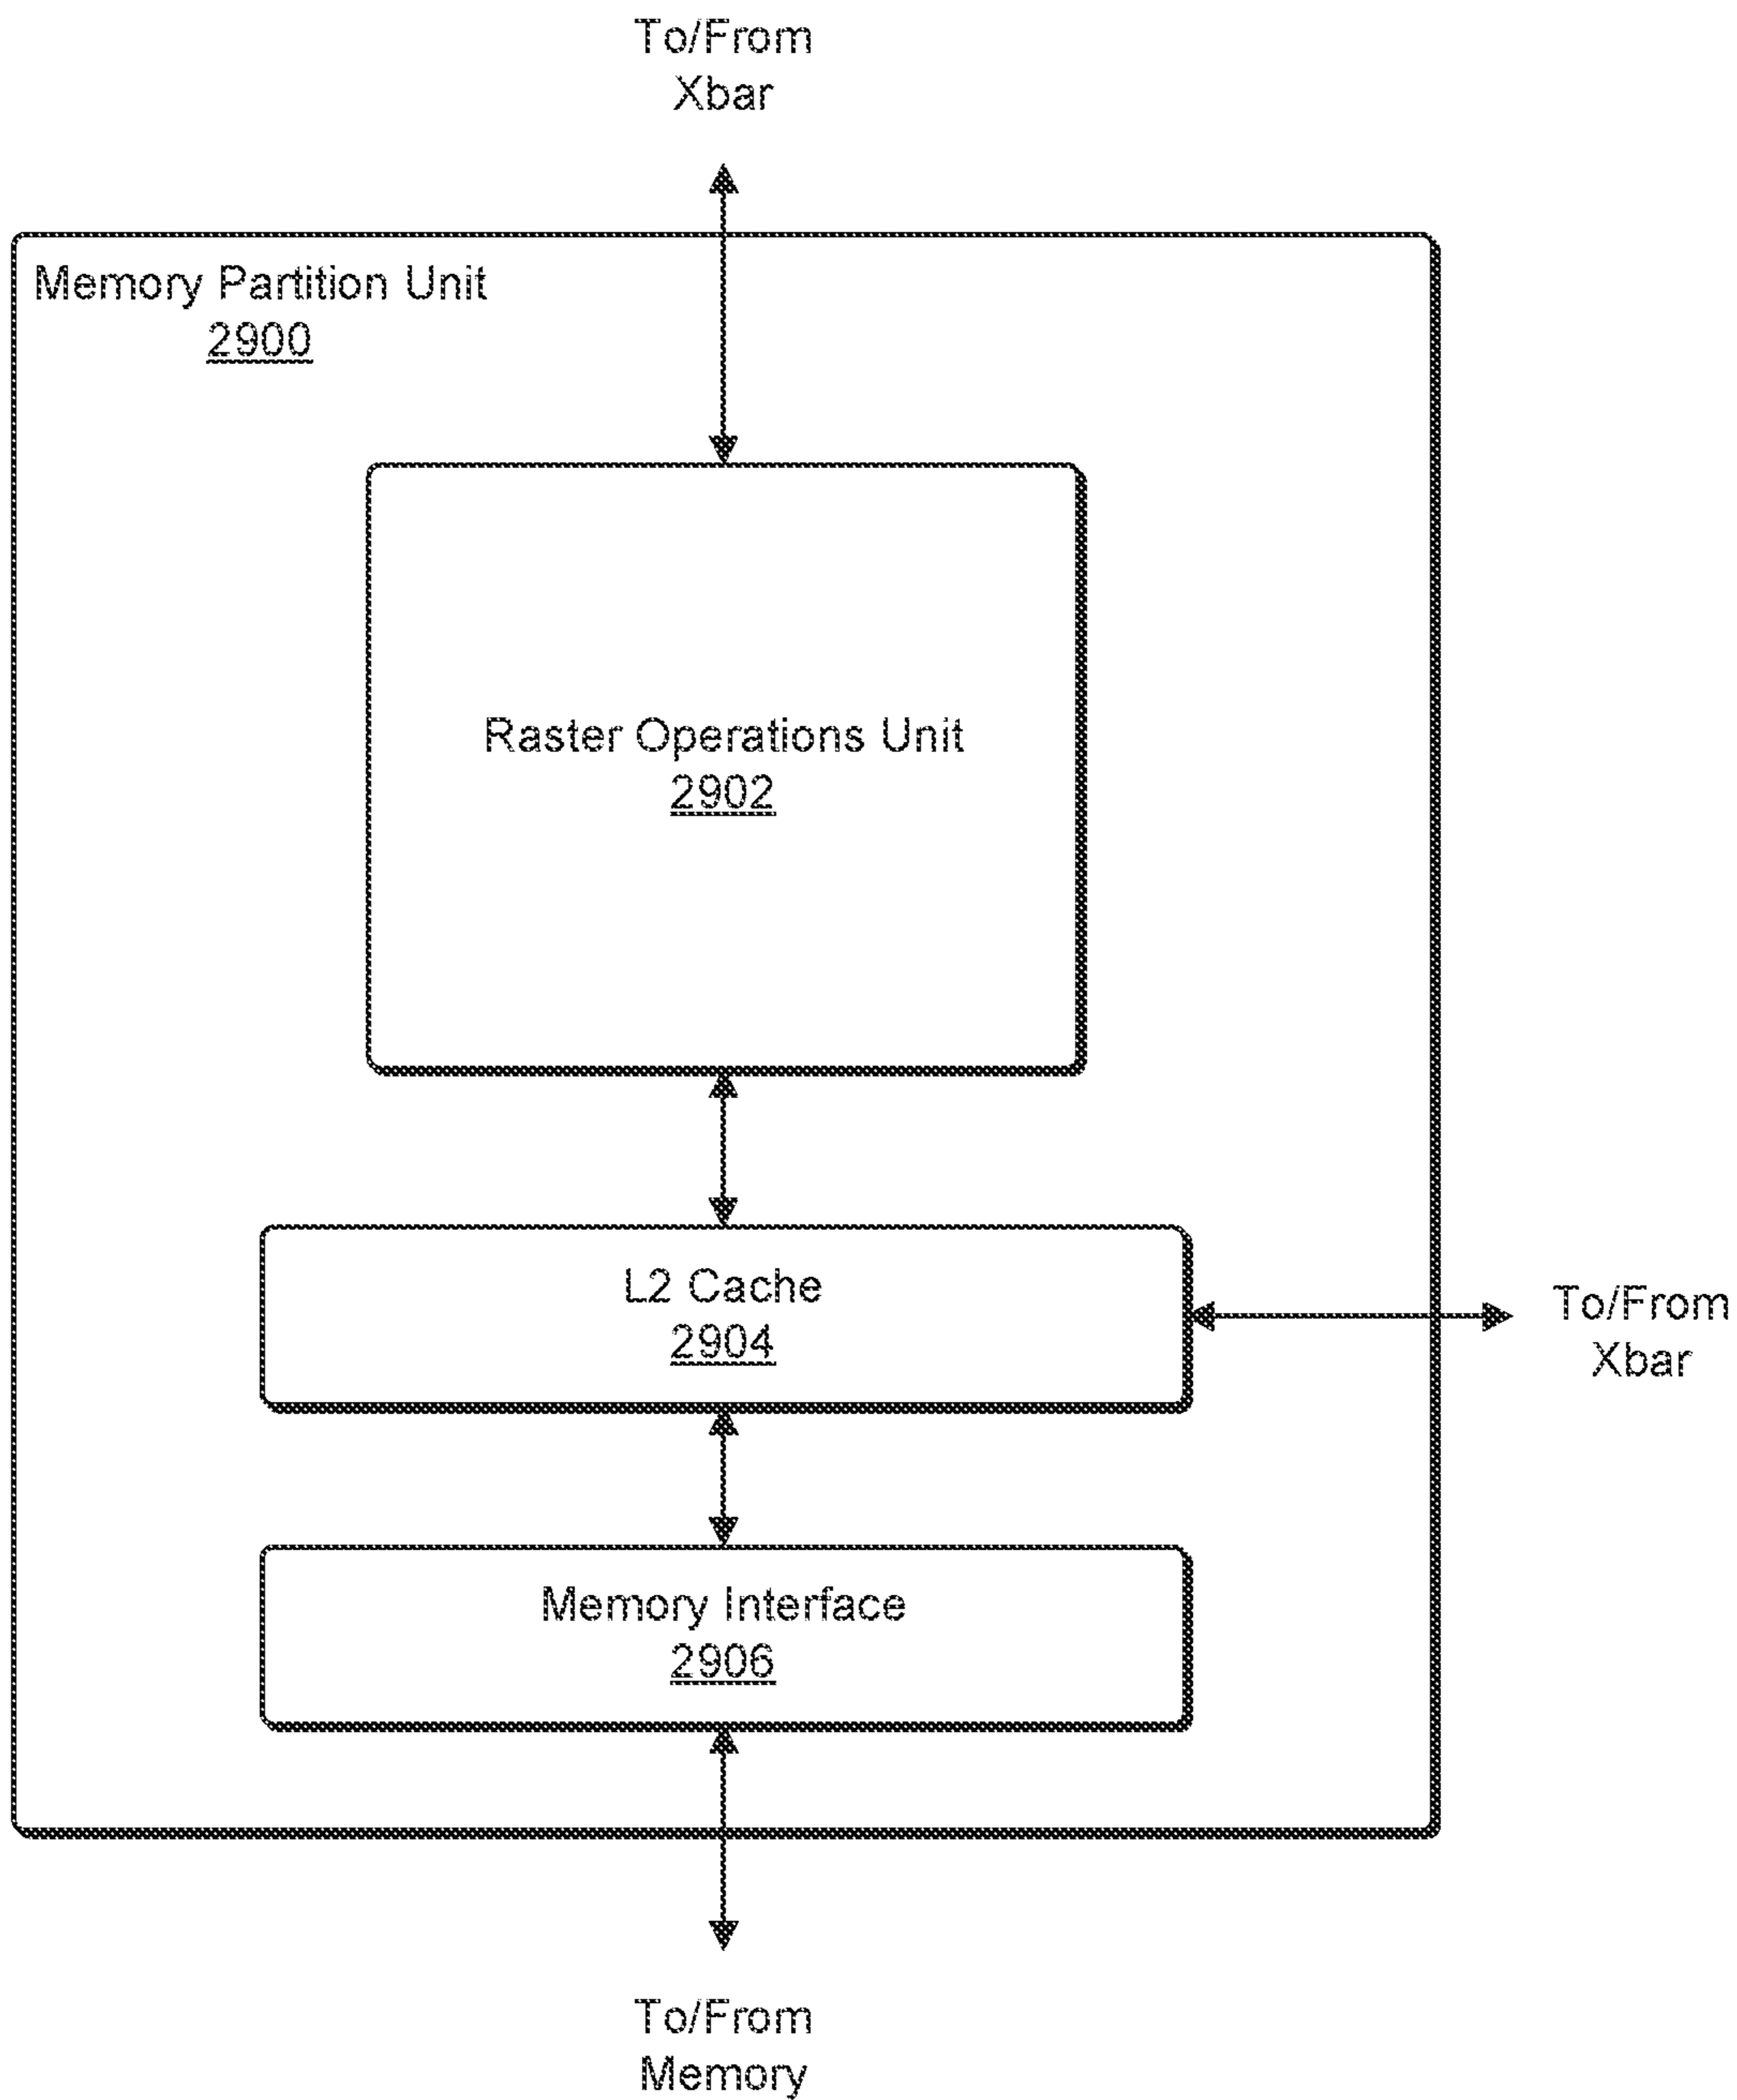 To/From
Xbar
Memory Partition Unit
2900
Raster Operations Unit
2902
L2 Cache
2904
To/From
Xbar
Memory Interface
2906
To/From
Memory